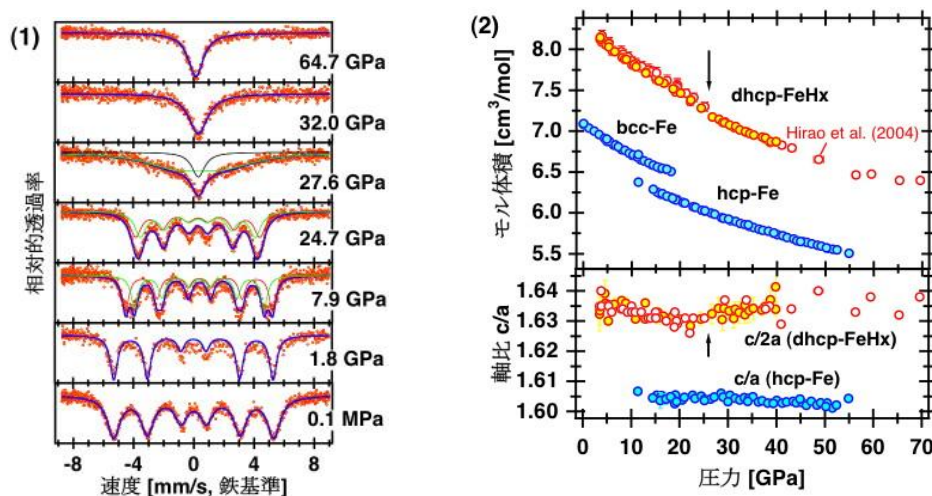 (1)
64.7 GPa
32.0 GPa
27.6 GPa
24.7 GPa
7.9 GPa
1.8 GPa
0.1 MPa
相対的透過率
-8
-4
0
4
8
速度 [mm/s, 鉄基準]
(2)
モル体積 [cm³/mol]
8.0
7.5
7.0
6.5
6.0
5.5
dhcp-FeHx
bcc-Fe
Hirao et al. (2004)
hcp-Fe
軸比 c/a
1.64
1.63
1.62
1.61
1.60
c/2a (dhcp-FeHx)
c/a (hcp-Fe)
0
10
20
30
40
50
60
70
圧力 [GPa]